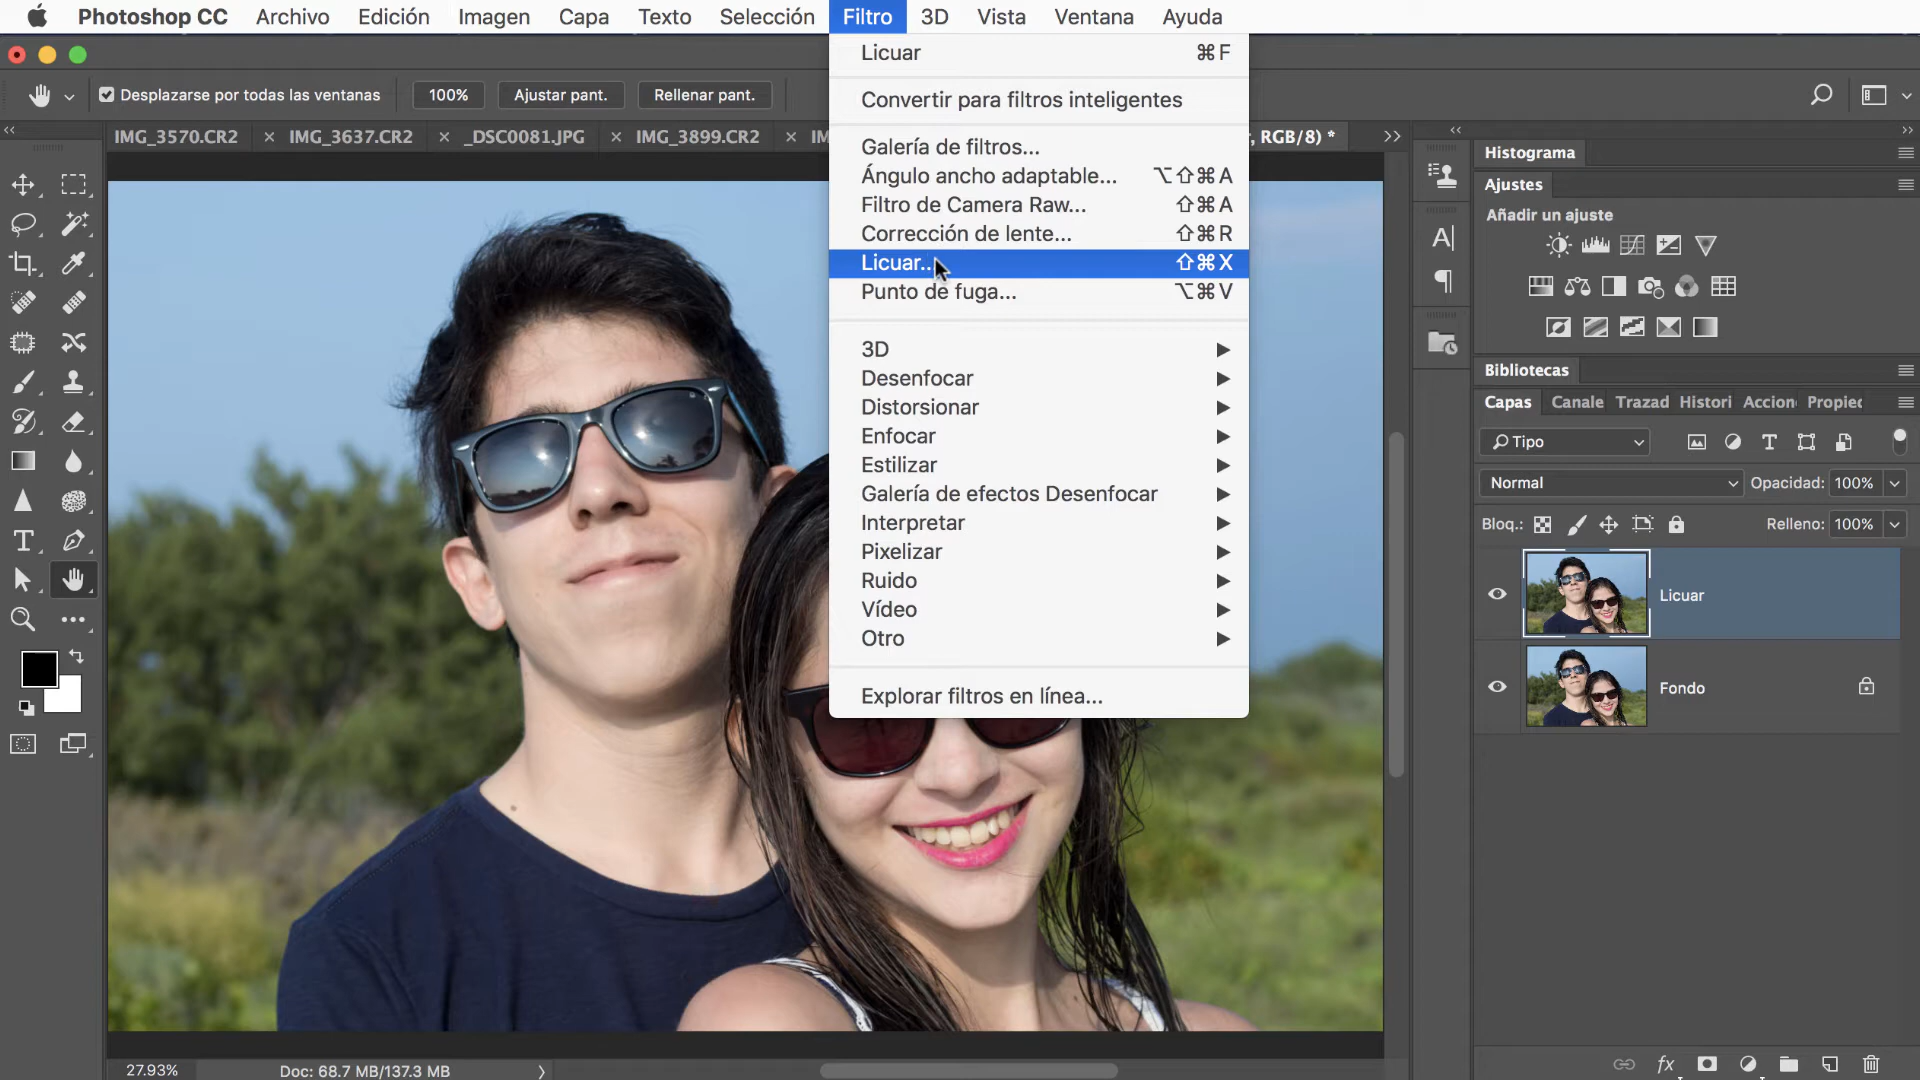 Photoshop CC Archivo Edición Imagen Capa Texto Selección Filtro 3D Vista Ventana Ayuda
Desplazarse por todas las ventanas 100% Ajustar pant. Rellenar pant.
IMG_3570.CR2 × IMG_3637.CR2 × _DSC0081.JPG × IMG_3899.CR2 × IM , RGB/8) *
Licuar ⌘F
Convertir para filtros inteligentes
Galería de filtros...
Ángulo ancho adaptable... ⌥⇧⌘A
Filtro de Camera Raw... ⇧⌘A
Corrección de lente... ⇧⌘R
Licuar... ⇧⌘X
Punto de fuga... ⌥⌘V
3D
Desenfocar
Distorsionar
Enfocar
Estilizar
Galería de efectos Desenfocar
Interpretar
Pixelizar
Ruido
Vídeo
Otro
Explorar filtros en línea...
Histograma
Ajustes
Añadir un ajuste
Bibliotecas
Capas Canale Trazad Histori Accion Propiec
Tipo
Normal Opacidad: 100%
Bloq.: Relleno: 100%
Licuar
Fondo
27.93% Doc: 68.7 MB/137.3 MB